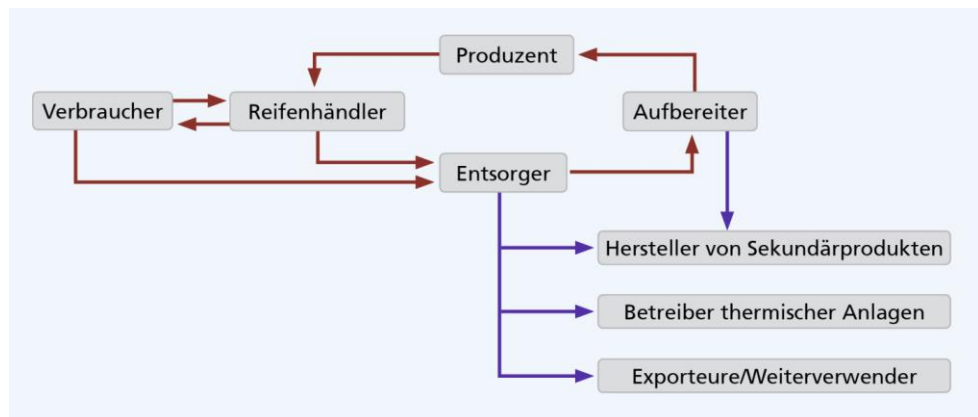 Produzent
Verbraucher
Reifenhändler
Aufbereiter
Entsorger
Hersteller von Sekundärprodukten
Betreiber thermischer Anlagen
Exporteure/Weiterverwender